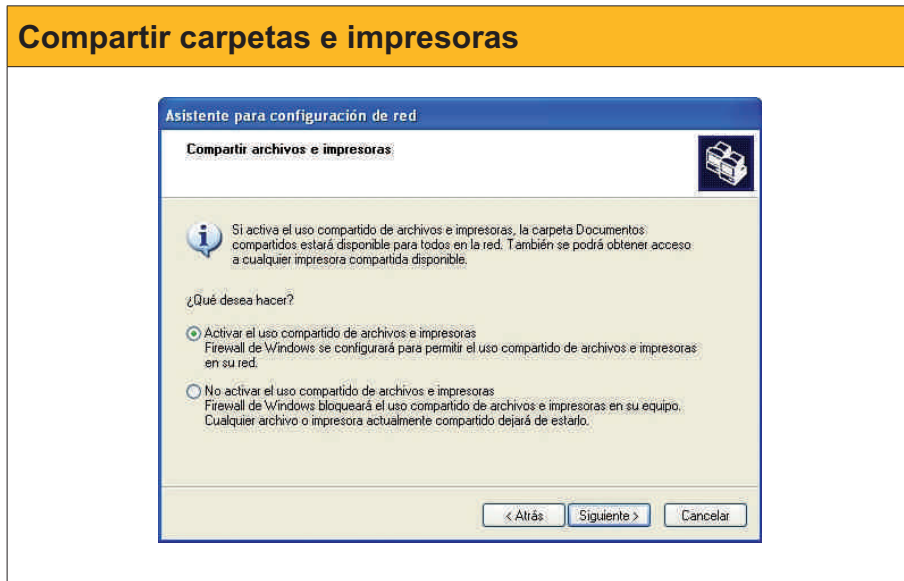 Compartir carpetas e impresoras
Asistente para configuración de red
Compartir archivos e impresoras
Si activa el uso compartido de archivos e impresoras, la carpeta Documentos
compartidos estará disponible para todos en la red. También se podrá obtener acceso
a cualquier impresora compartida disponible.
¿Qué desea hacer?
Activar el uso compartido de archivos e impresoras
Firewall de Windows se configurará para permitir el uso compartido de archivos e impresoras
en su red.
No activar el uso compartido de archivos e impresoras
Firewall de Windows bloqueará el uso compartido de archivos e impresoras en su equipo.
Cualquier archivo o impresora actualmente compartido dejará de estarlo.
< Atrás Siguiente > Cancelar